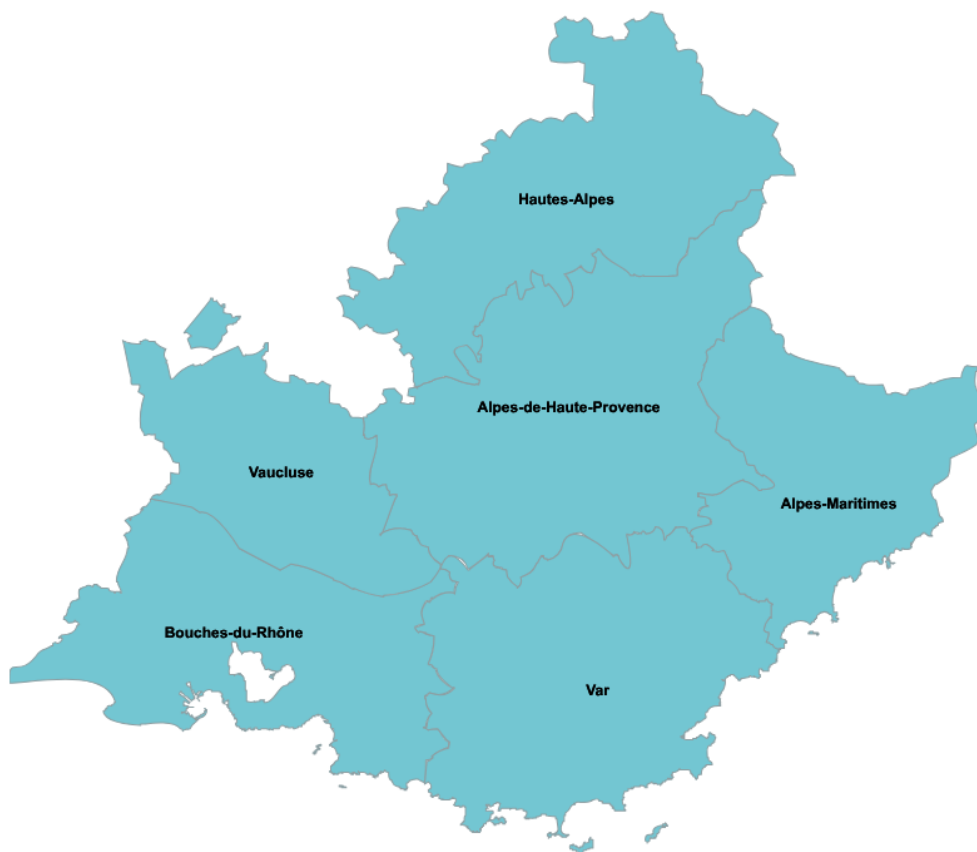 Hautes-Alpes
Alpes-de-Haute-Provence
Vaucluse
Alpes-Maritimes
Bouches-du-Rhône
Var